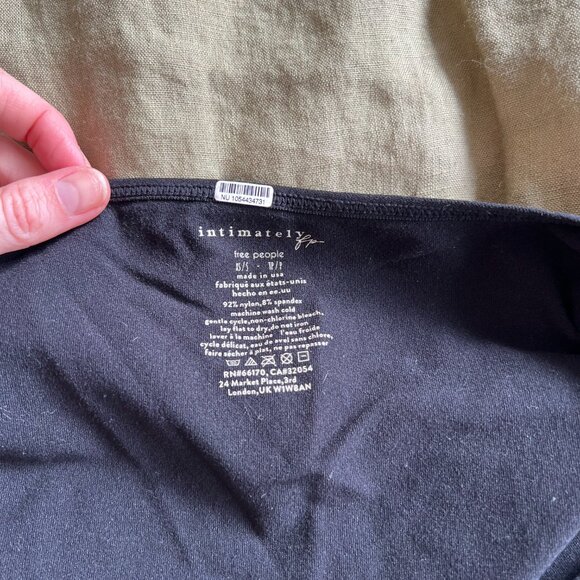 NU 1054434731
intimately fp
free people
XS/S · TP/P
made in usa
fabriqué aux états-unis
hecho en ee.uu
92% nylon,8% spandex
machine wash cold
gentle cycle,non-chlorine bleach,
lay flat to dry,do not iron
laver à la machine l'eau froide
cycle délicat, eau de javel sans chlore,
faire sécher à plat, ne pas repasser
RN#66170, CA#32054
24 Market Place,3rd
London,UK W1W8AN